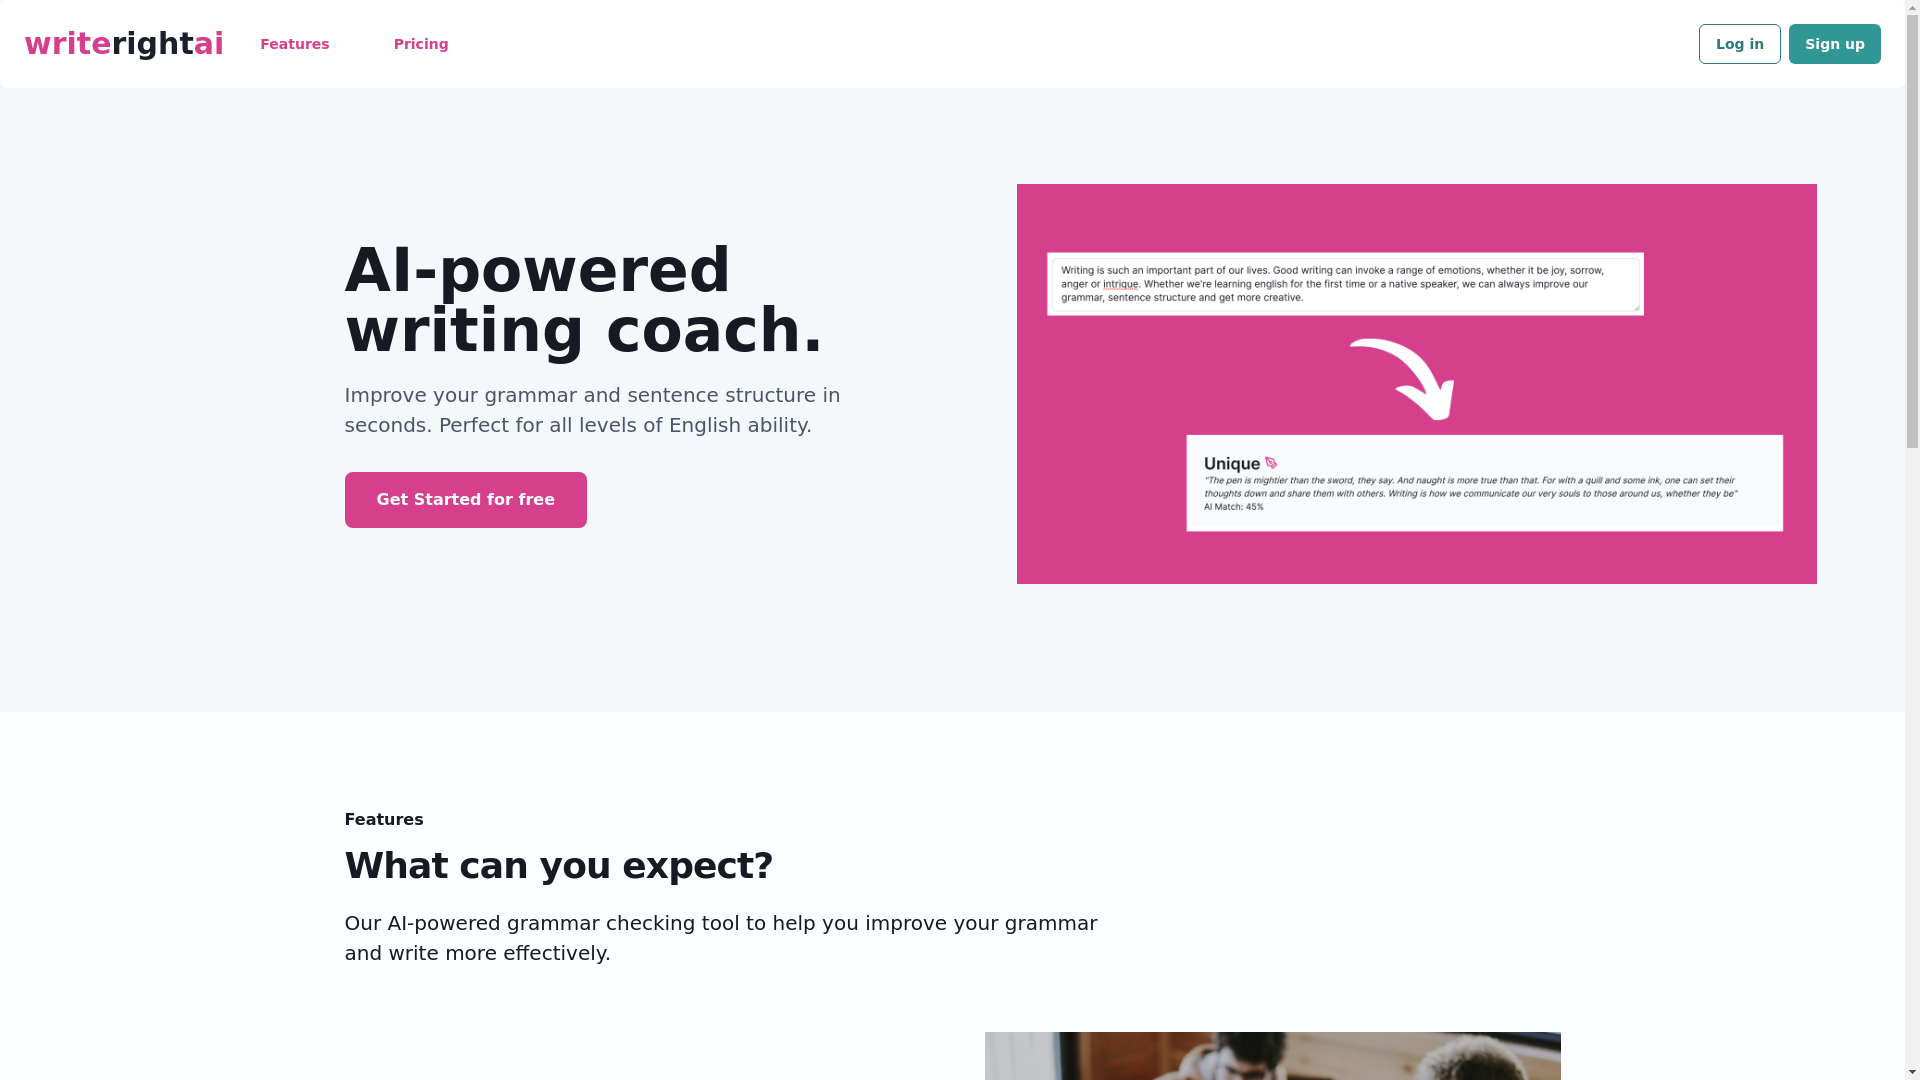 writerightai
Features
Pricing
Log in
Sign up
AI-powered
writing coach.
Improve your grammar and sentence structure in
seconds. Perfect for all levels of English ability.
Get Started for free
Writing is such an important part of our lives. Good writing can invoke a range of emotions, whether it be joy, sorrow,
anger or intrique. Whether we're learning english for the first time or a native speaker, we can always improve our
grammar, sentence structure and get more creative.
Unique
"The pen is mightier than the sword, they say. And naught is more true than that. For with a quill and some ink, one can set their
thoughts down and share them with others. Writing is how we communicate our very souls to those around us, whether they be"
AI Match: 45%
Features
What can you expect?
Our AI-powered grammar checking tool to help you improve your grammar
and write more effectively.